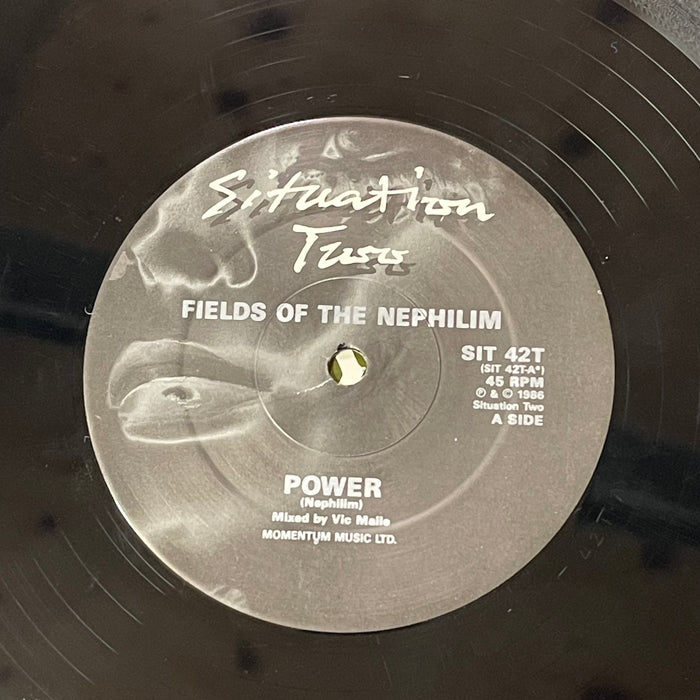 Situation
Two
FIELDS OF THE NEPHILIM
SIT 42T
(SIT 42T-A*)
45 RPM
℗ & © 1986
Situation Two
A SIDE
POWER
(Nephilim)
Mixed by Vic Maile
MOMENTUM MUSIC LTD.